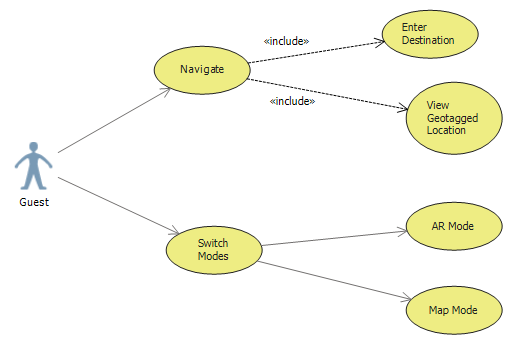 Enter
Destination
«include»
Navigate
«include»
View
Geotagged
Location
Guest
Switch
Modes
AR Mode
Map Mode